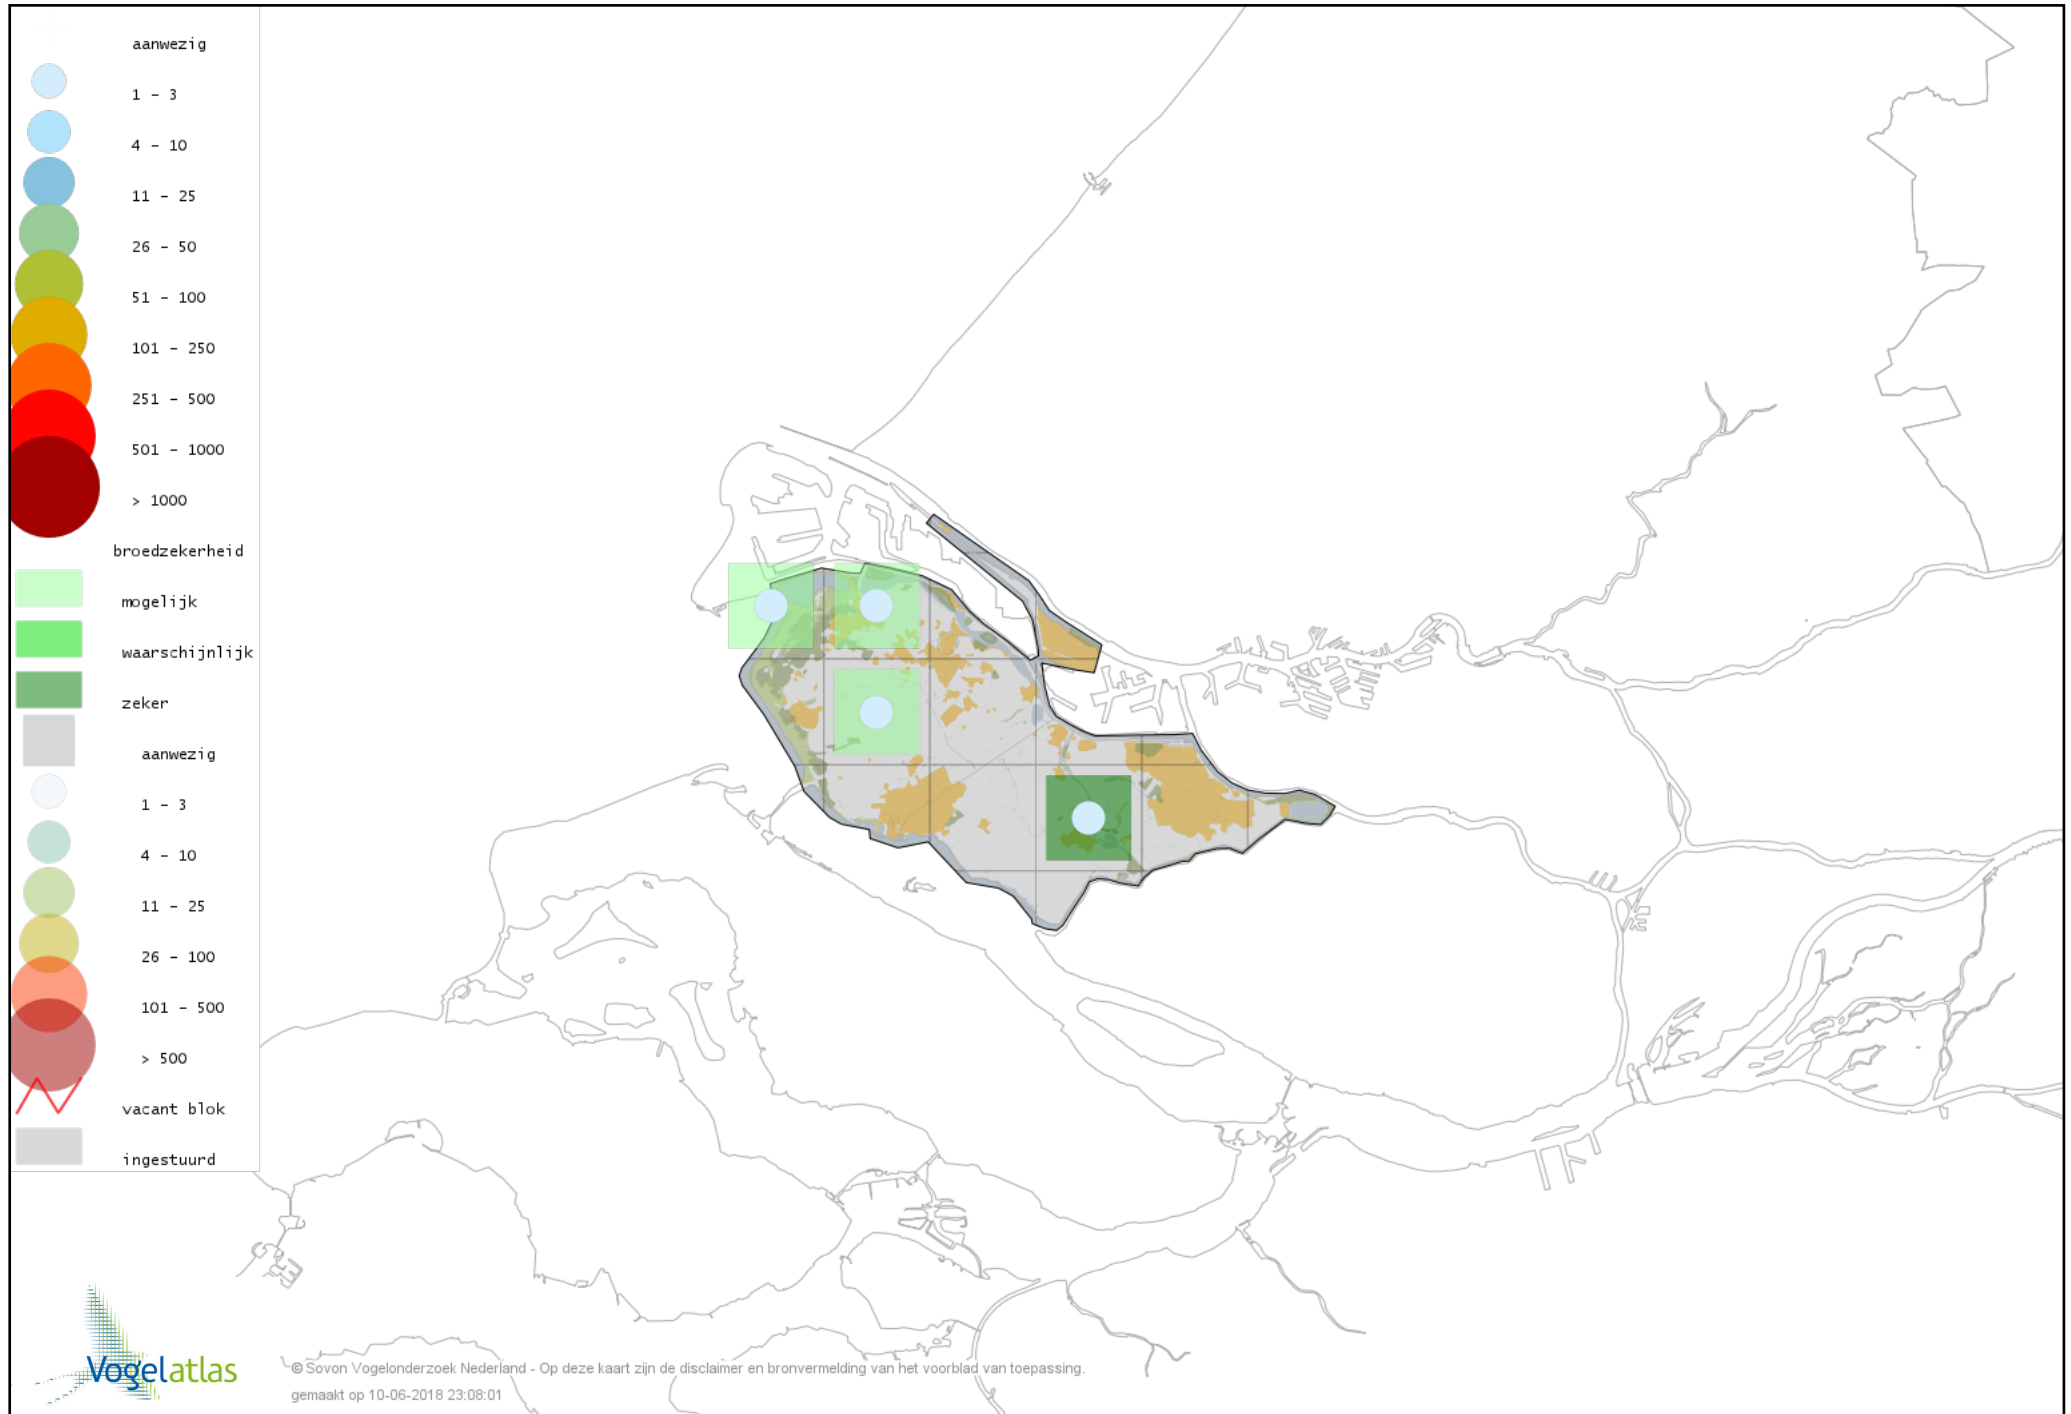 aanwezig
1 - 3
4 - 10
11 - 25
26 - 50
51 - 100
101 - 250
251 - 500
501 - 1000
> 1000
broedzekerheid
mogelijk
waarschijnlijk
zeker
aanwezig
1 - 3
4 - 10
11 - 25
26 - 100
101 - 500
> 500
vacant blok
ingestuurd
Vogelatlas
© Sovon Vogelonderzoek Nederland - Op deze kaart zijn de disclaimer en bronvermelding van het voorblad van toepassing.
gemaakt op 10-06-2018 23:08:01